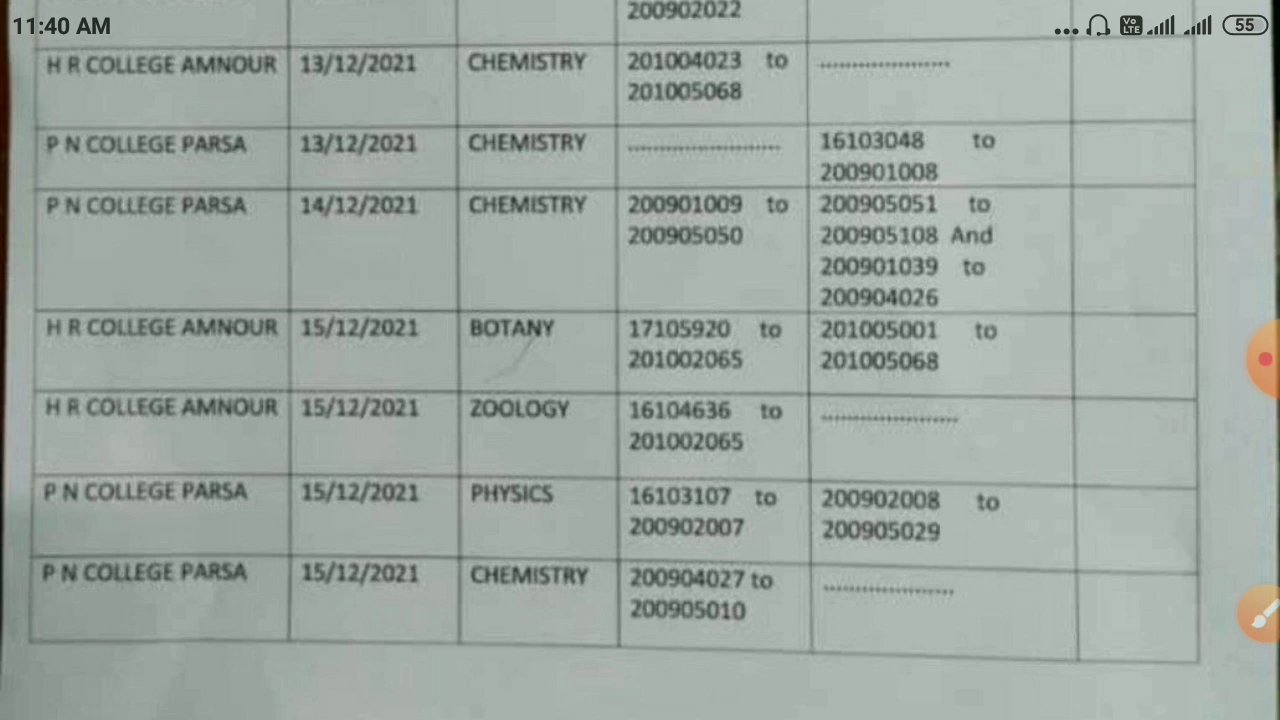 11:40 AM
Vo LTE
55
200902022
H R COLLEGE AMNOUR 13/12/2021 CHEMISTRY 201004023 to ......................
201005068
P N COLLEGE PARSA 13/12/2021 CHEMISTRY ......................... 16103048 to
200901008
P N COLLEGE PARSA 14/12/2021 CHEMISTRY 200901009 to 200905051 to
200905050 200905108 And
200901039 to
200904026
H R COLLEGE AMNOUR 15/12/2021 BOTANY 17105920 to 201005001 to
201002065 201005068
H R COLLEGE AMNOUR 15/12/2021 ZOOLOGY 16104636 to .......................
201002065
P N COLLEGE PARSA 15/12/2021 PHYSICS 16103107 to 200902008 to
200902007 200905029
P N COLLEGE PARSA 15/12/2021 CHEMISTRY 200904027 to ......................
200905010